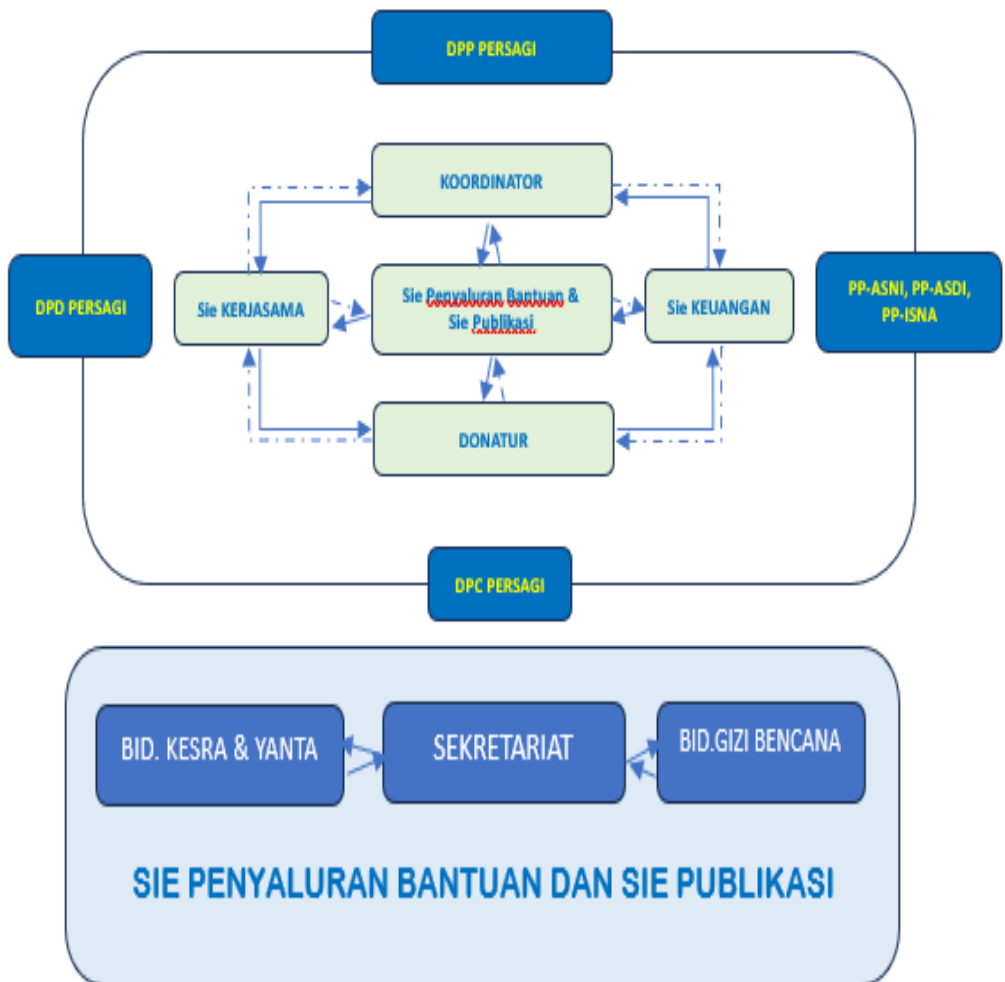 DPP PERSAGI
KOORDINATOR
DPD PERSAGI
Sie KERJASAMA
Sie Penyaluran Bantuan &
Sie Publikasi
Sie KEUANGAN
PP-ASNI, PP-ASDI,
PP-ISNA
DONATUR
DPC PERSAGI
BID. KESRA & YANTA
SEKRETARIAT
BID.GIZI BENCANA
SIE PENYALURAN BANTUAN DAN SIE PUBLIKASI